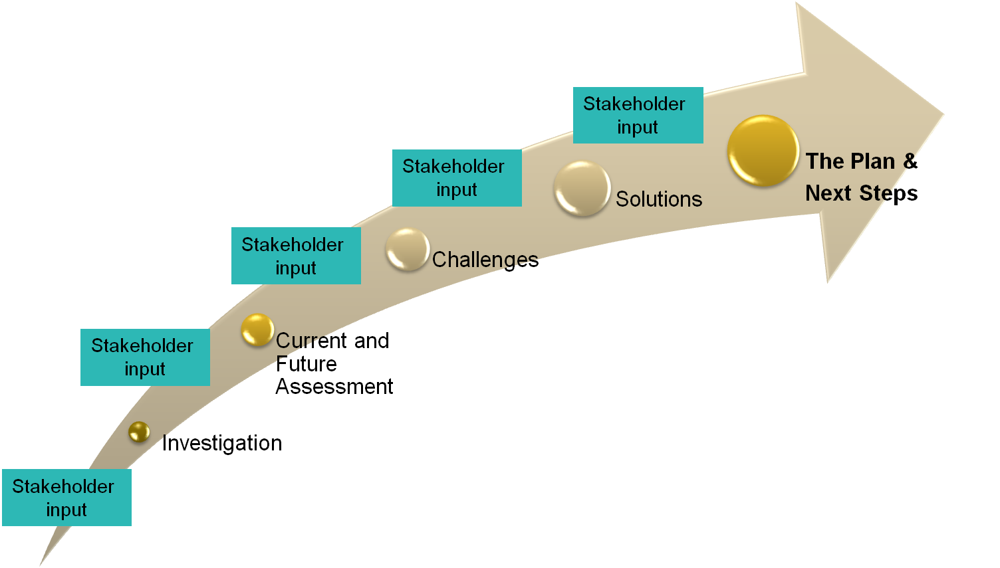 Stakeholder
input
The Plan &
Next Steps
Stakeholder
input
Solutions
Stakeholder
input
Challenges
Stakeholder
input
Current and
Future
Assessment
Stakeholder
input
Investigation
Stakeholder
input